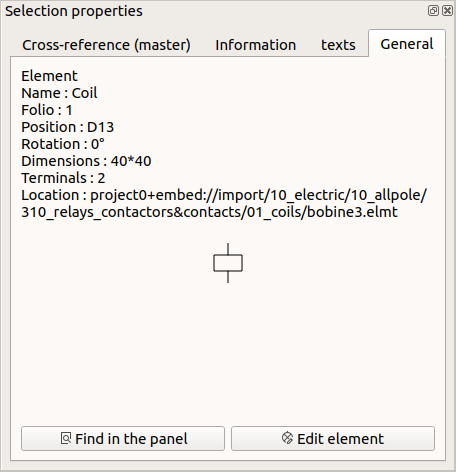 Selection properties
Cross-reference (master) Information texts General
Element
Name : Coil
Folio : 1
Position : D13
Rotation : 0°
Dimensions : 40*40
Terminals : 2
Location : project0+embed://import/10_electric/10_allpole/
310_relays_contactors&contacts/01_coils/bobine3.elmt
Find in the panel Edit element